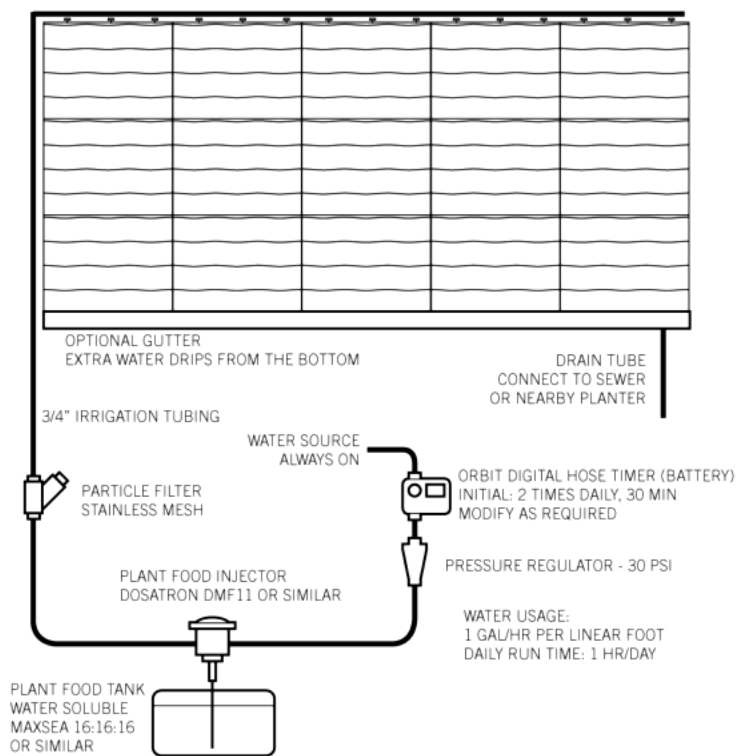 OPTIONAL GUTTER
EXTRA WATER DRIPS FROM THE BOTTOM
DRAIN TUBE
CONNECT TO SEWER
OR NEARBY PLANTER
3/4" IRRIGATION TUBING
WATER SOURCE
ALWAYS ON
ORBIT DIGITAL HOSE TIMER (BATTERY)
INITIAL: 2 TIMES DAILY, 30 MIN
MODIFY AS REQUIRED
PARTICLE FILTER
STAINLESS MESH
PRESSURE REGULATOR - 30 PSI
PLANT FOOD INJECTOR
DOSATRON DMF11 OR SIMILAR
WATER USAGE:
1 GAL/HR PER LINEAR FOOT
DAILY RUN TIME: 1 HR/DAY
PLANT FOOD TANK
WATER SOLUBLE
MAXSEA 16:16:16
OR SIMILAR